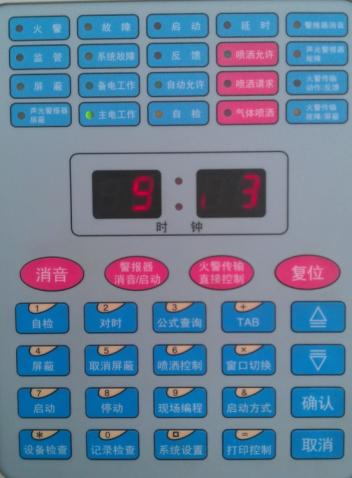 火警 故障 启动 延时 警报器消音
监管 系统故障 反馈 喷洒允许 声光警报器
故障
屏蔽 备电工作 自动允许 喷洒请求 火警传输
动作/反馈
声光警报器
屏蔽 主电工作 自检 气体喷洒 火警传输
故障/屏蔽
9 : 3
时钟
消音 警报器
消音/启动 火警传输
直接控制 复位
1 2 3 +
自检 对时 公式查询 TAB
4 5 6 ×
屏蔽 取消屏蔽 喷洒控制 窗口切换
7 8 9 &
启动 停动 现场编程 启动方式 确认
* 0 =
设备检查 记录检查 系统设置 打印控制 取消